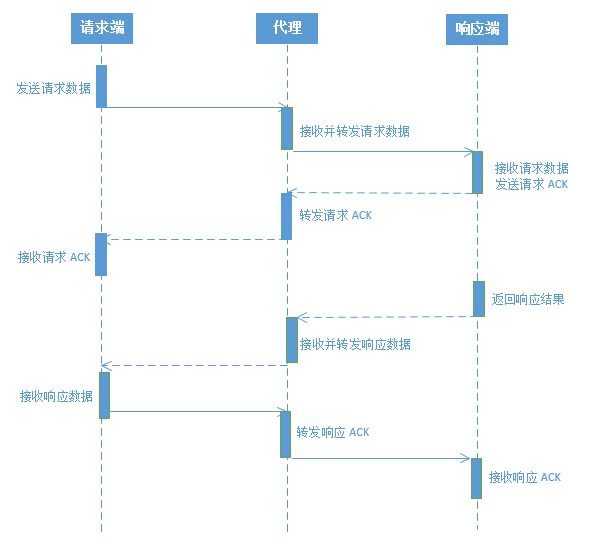 请求端
代理
响应端
发送请求数据
接收并转发请求数据
接收请求数据
发送请求 ACK
转发请求 ACK
接收请求 ACK
返回响应结果
接收并转发响应数据
接收响应数据
转发响应 ACK
接收响应 ACK